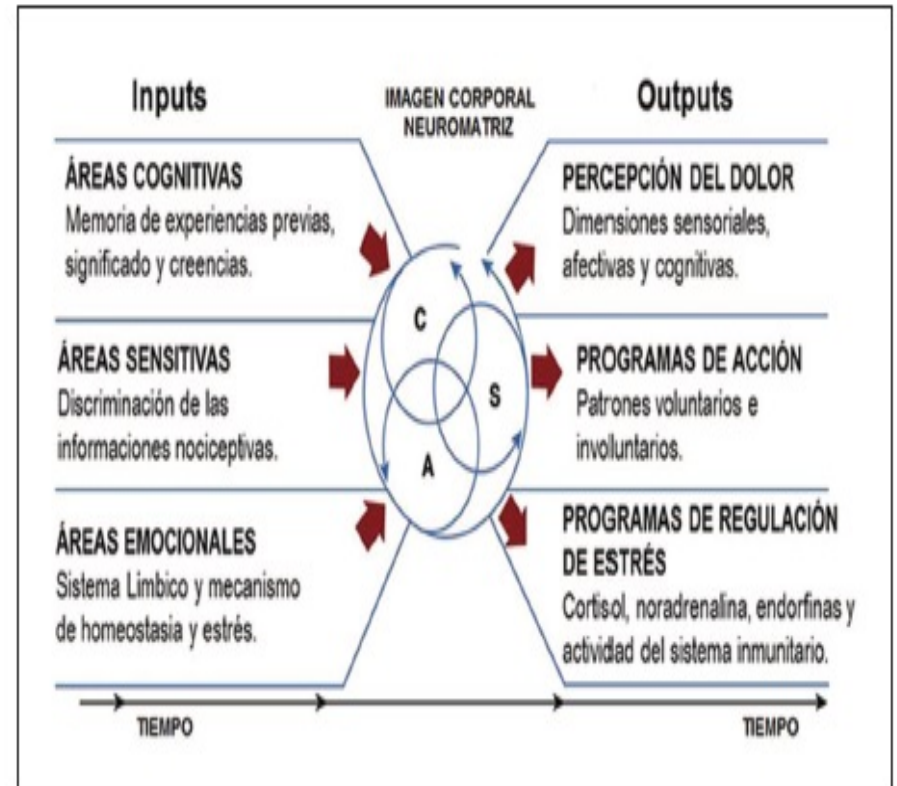 Inputs
IMAGEN CORPORAL
NEUROMATRIZ
Outputs
ÁREAS COGNITIVAS
Memoria de experiencias previas,
significado y creencias.
ÁREAS SENSITIVAS
Discriminación de las
informaciones nociceptivas.
ÁREAS EMOCIONALES
Sistema Limbico y mecanismo
de homeostasia y estrés.
C
S
A
PERCEPCIÓN DEL DOLOR
Dimensiones sensoriales,
afectivas y cognitivas.
PROGRAMAS DE ACCIÓN
Patrones voluntarios e
involuntarios.
PROGRAMAS DE REGULACIÓN
DE ESTRÉS
Cortisol, noradrenalina, endorfinas y
actividad del sistema inmunitario.
TIEMPO
TIEMPO